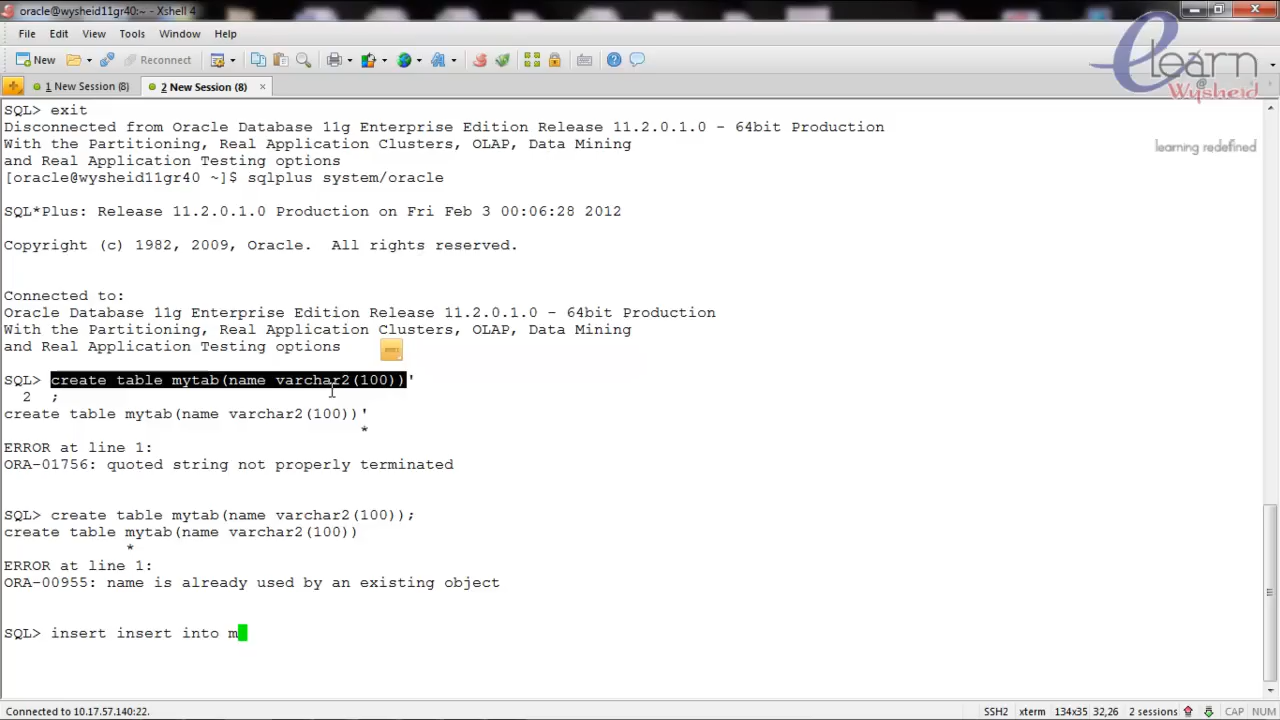 oracle@wysheid11gr40:~ - Xshell 4
File Edit View Tools Window Help
New Reconnect
1 New Session (8) 2 New Session (8)
elearn
@
Wysheid
learning redefined
SQL> exit
Disconnected from Oracle Database 11g Enterprise Edition Release 11.2.0.1.0 - 64bit Production
With the Partitioning, Real Application Clusters, OLAP, Data Mining
and Real Application Testing options
[oracle@wysheid11gr40 ~]$ sqlplus system/oracle
SQL*Plus: Release 11.2.0.1.0 Production on Fri Feb 3 00:06:28 2012
Copyright (c) 1982, 2009, Oracle.  All rights reserved.
Connected to:
Oracle Database 11g Enterprise Edition Release 11.2.0.1.0 - 64bit Production
With the Partitioning, Real Application Clusters, OLAP, Data Mining
and Real Application Testing options
SQL> create table mytab(name varchar2(100))'
2  ;
create table mytab(name varchar2(100))'
*
ERROR at line 1:
ORA-01756: quoted string not properly terminated
SQL> create table mytab(name varchar2(100));
create table mytab(name varchar2(100))
*
ERROR at line 1:
ORA-00955: name is already used by an existing object
SQL> insert insert into m
Connected to 10.17.57.140:22. SSH2 xterm 134x35 32,26 2 sessions CAP NUM